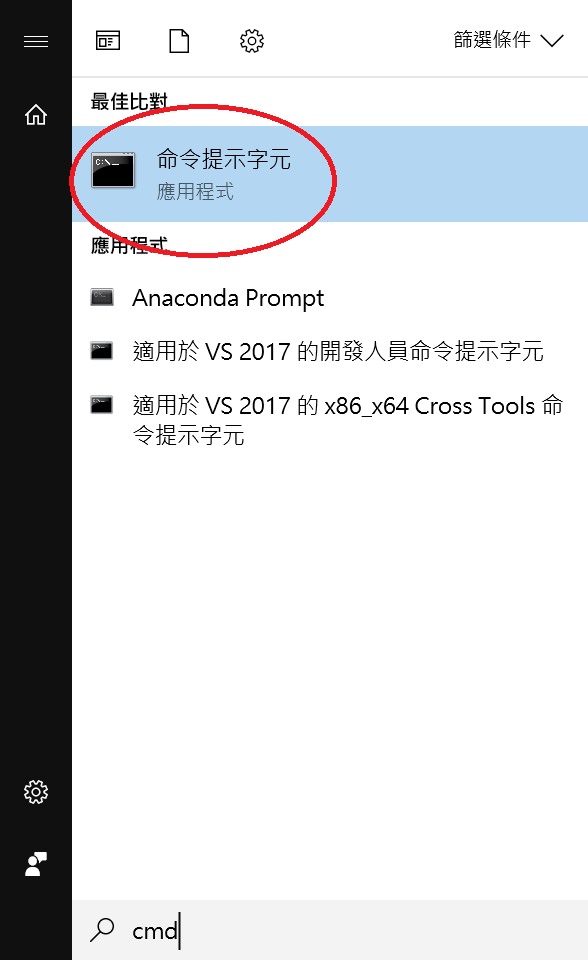 篩選條件
最佳比對
命令提示字元
應用程式
應用程式
Anaconda Prompt
適用於 VS 2017 的開發人員命令提示字元
適用於 VS 2017 的 x86_x64 Cross Tools 命
令提示字元
cmd